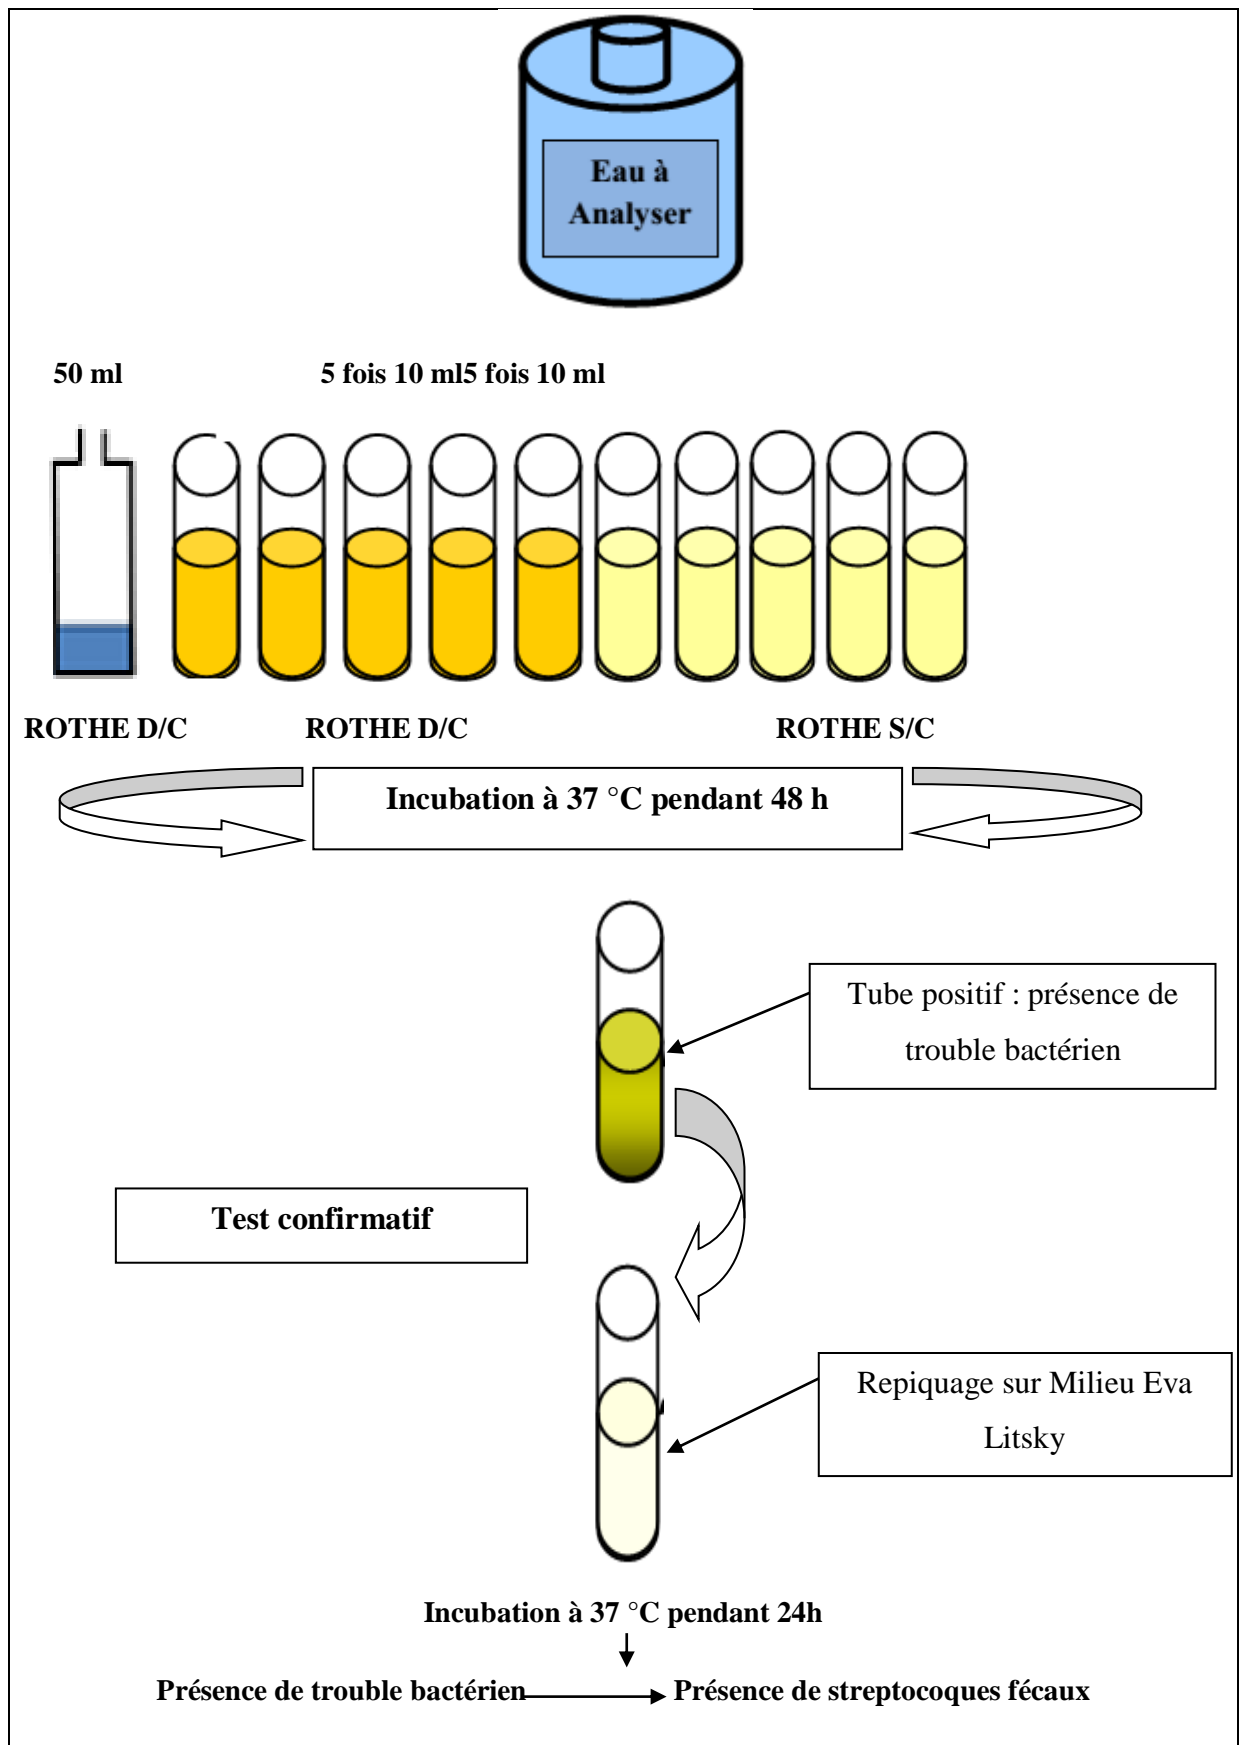 Eau à
Analyser
50 ml 5 fois 10 ml5 fois 10 ml
ROTHE D/C ROTHE D/C ROTHE S/C
Incubation à 37 °C pendant 48 h
Tube positif : présence de
trouble bactérien
Test confirmatif
Repiquage sur Milieu Eva
Litsky
Incubation à 37 °C pendant 24h
Présence de trouble bactérien Présence de streptocoques fécaux